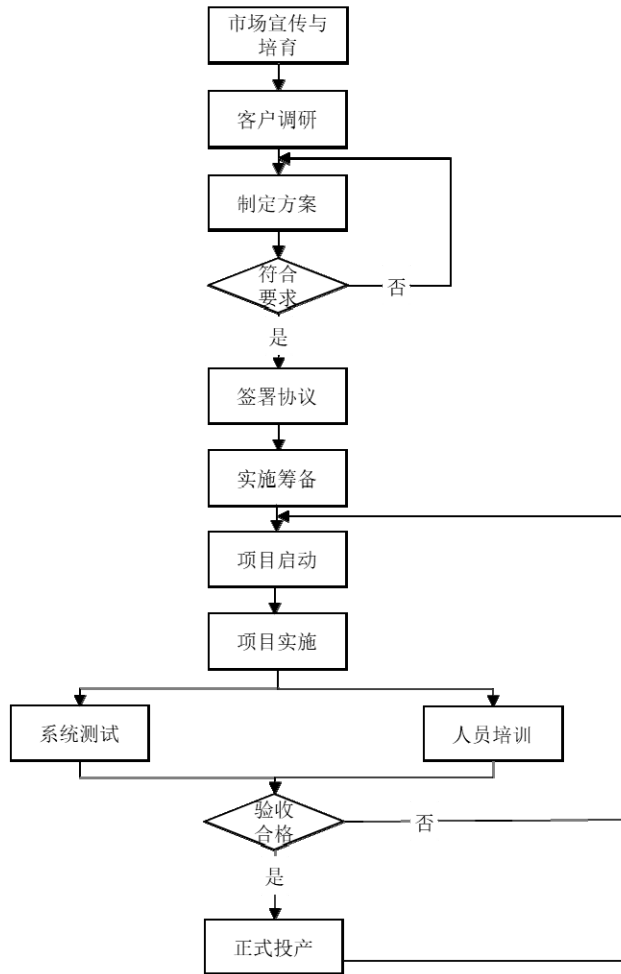 市场宣传与
培育
客户调研
制定方案
符合
要求
否
是
签署协议
实施筹备
项目启动
项目实施
系统测试
人员培训
验收
合格
否
是
正式投产